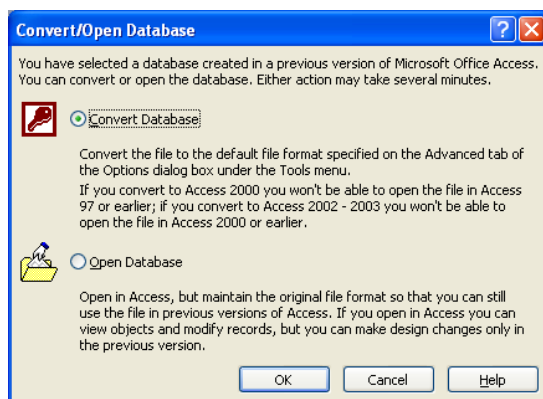 Convert/Open Database
You have selected a database created in a previous version of Microsoft Office Access.
You can convert or open the database. Either action may take several minutes.
Convert Database
Convert the file to the default file format specified on the Advanced tab of
the Options dialog box under the Tools menu.
If you convert to Access 2000 you won't be able to open the file in Access
97 or earlier; if you convert to Access 2002 - 2003 you won't be able to
open the file in Access 2000 or earlier.
Open Database
Open in Access, but maintain the original file format so that you can still
use the file in previous versions of Access. If you open in Access you can
view objects and modify records, but you can make design changes only in
the previous version.
OK Cancel Help